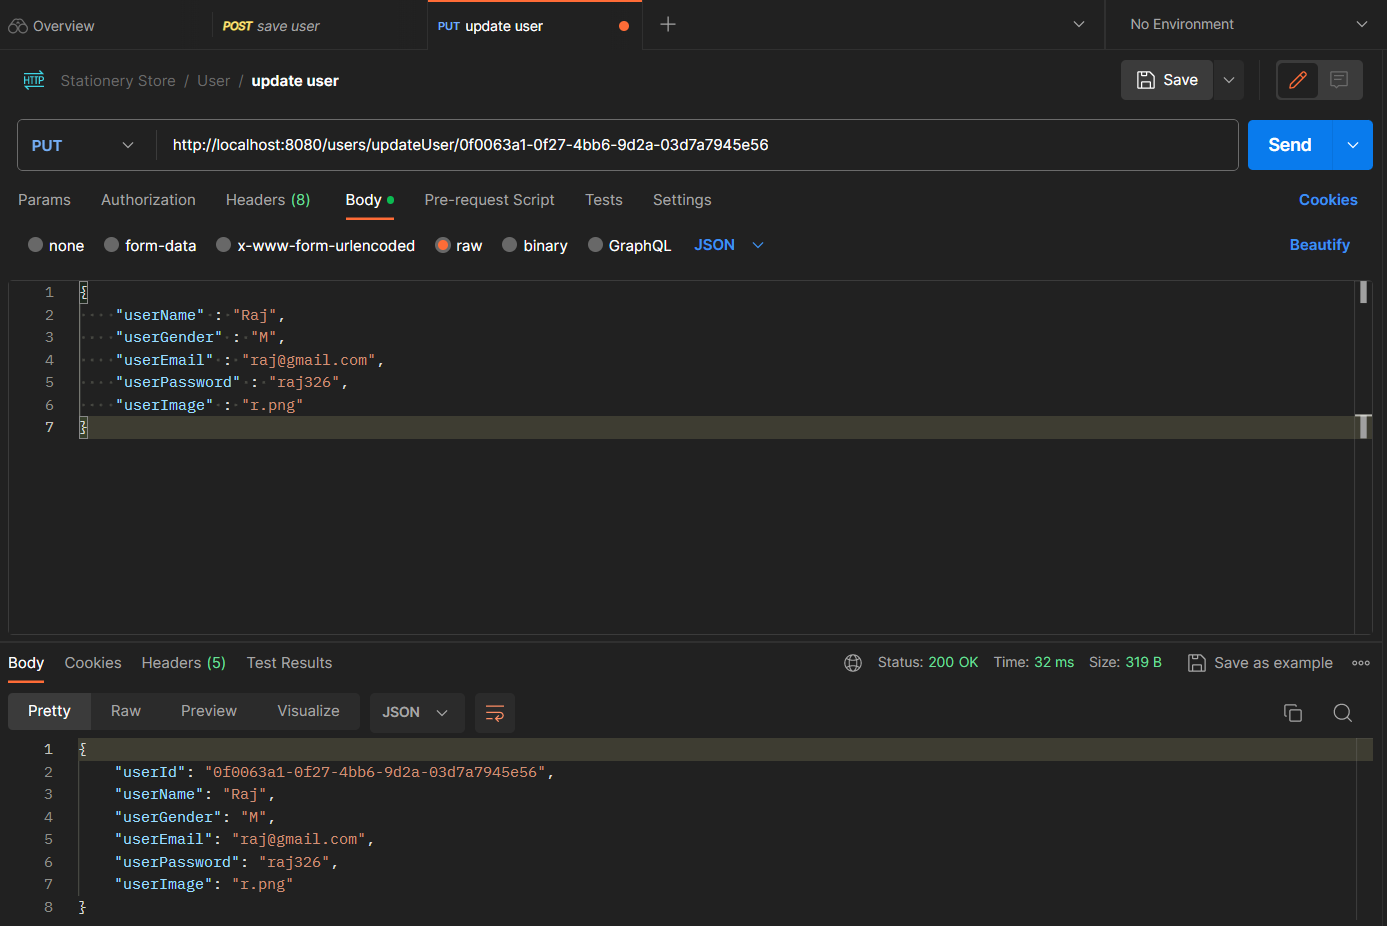 Overview
POST save user
PUT update user
No Environment
HTTP Stationery Store / User / update user
Save
PUT http://localhost:8080/users/updateUser/0f0063a1-0f27-4bb6-9d2a-03d7a7945e56
Send
Params Authorization Headers (8) Body Pre-request Script Tests Settings Cookies
none form-data x-www-form-urlencoded raw binary GraphQL JSON Beautify
1 {
2 "userName" : "Raj",
3 "userGender" : "M",
4 "userEmail" : "raj@gmail.com",
5 "userPassword" : "raj326",
6 "userImage" : "r.png"
7 }
Body Cookies Headers (5) Test Results Status: 200 OK Time: 32 ms Size: 319 B Save as example
Pretty Raw Preview Visualize JSON
1 {
2 "userId": "0f0063a1-0f27-4bb6-9d2a-03d7a7945e56",
3 "userName": "Raj",
4 "userGender": "M",
5 "userEmail": "raj@gmail.com",
6 "userPassword": "raj326",
7 "userImage": "r.png"
8 }